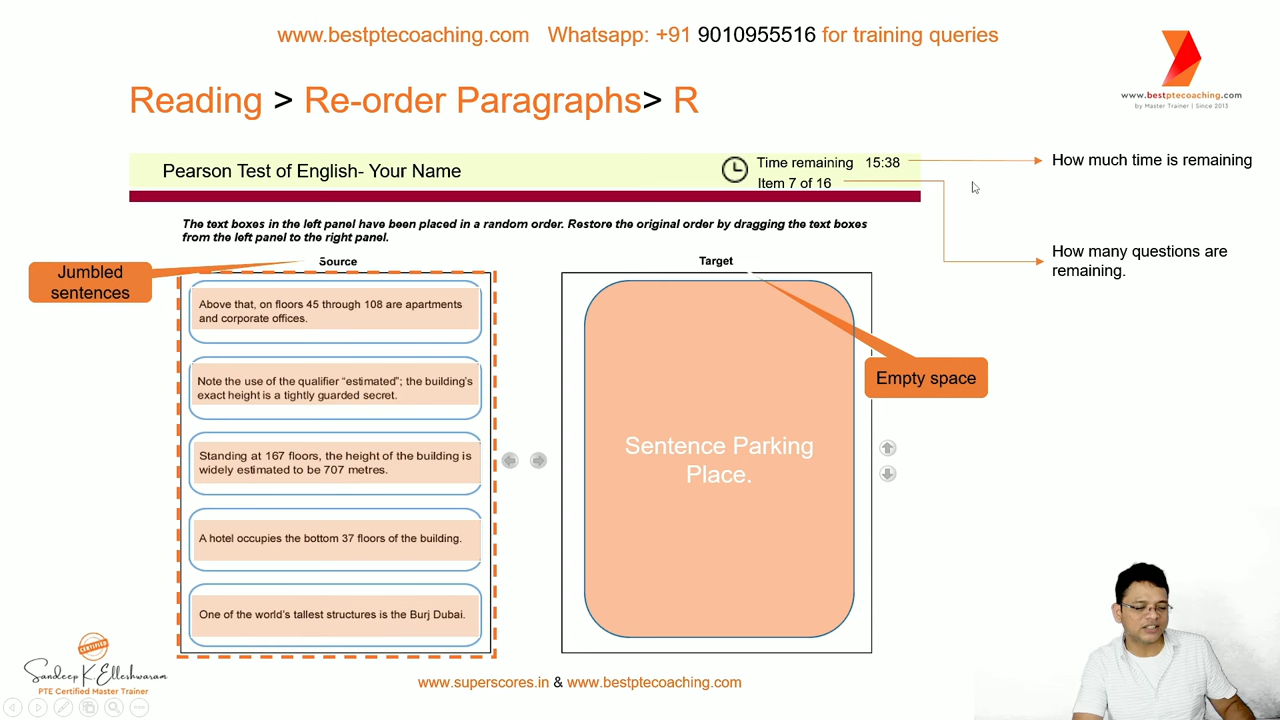 www.bestptecoaching.com Whatsapp: +91 9010955516 for training queries
www.bestptecoaching.com
by Master Trainer | Since 2013
Reading > Re-order Paragraphs> R
Pearson Test of English- Your Name
Time remaining 15:38
Item 7 of 16
How much time is remaining
How many questions are
remaining.
The text boxes in the left panel have been placed in a random order. Restore the original order by dragging the text boxes
from the left panel to the right panel.
Jumbled
sentences
Source
Target
Above that, on floors 45 through 108 are apartments
and corporate offices.
Note the use of the qualifier “estimated”; the building’s
exact height is a tightly guarded secret.
Standing at 167 floors, the height of the building is
widely estimated to be 707 metres.
A hotel occupies the bottom 37 floors of the building.
One of the world’s tallest structures is the Burj Dubai.
Empty space
Sentence Parking
Place.
CERTIFIED
Sandeep K. Elleshwaram
PTE Certified Master Trainer
www.superscores.in & www.bestptecoaching.com